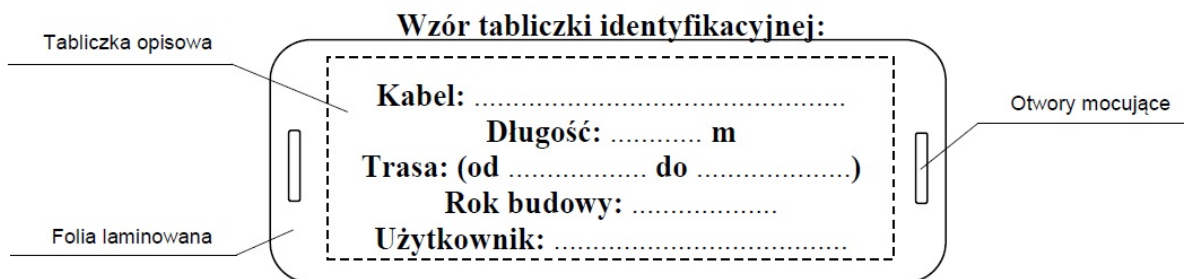 Wzór tabliczki identyfikacyjnej:
Tabliczka opisowa
Kabel: ..............................................
Długość: ............ m
Otwory mocujące
Trasa: (od ................. do ...................)
Rok budowy: ..................
Folia laminowana
Użytkownik: ....................................